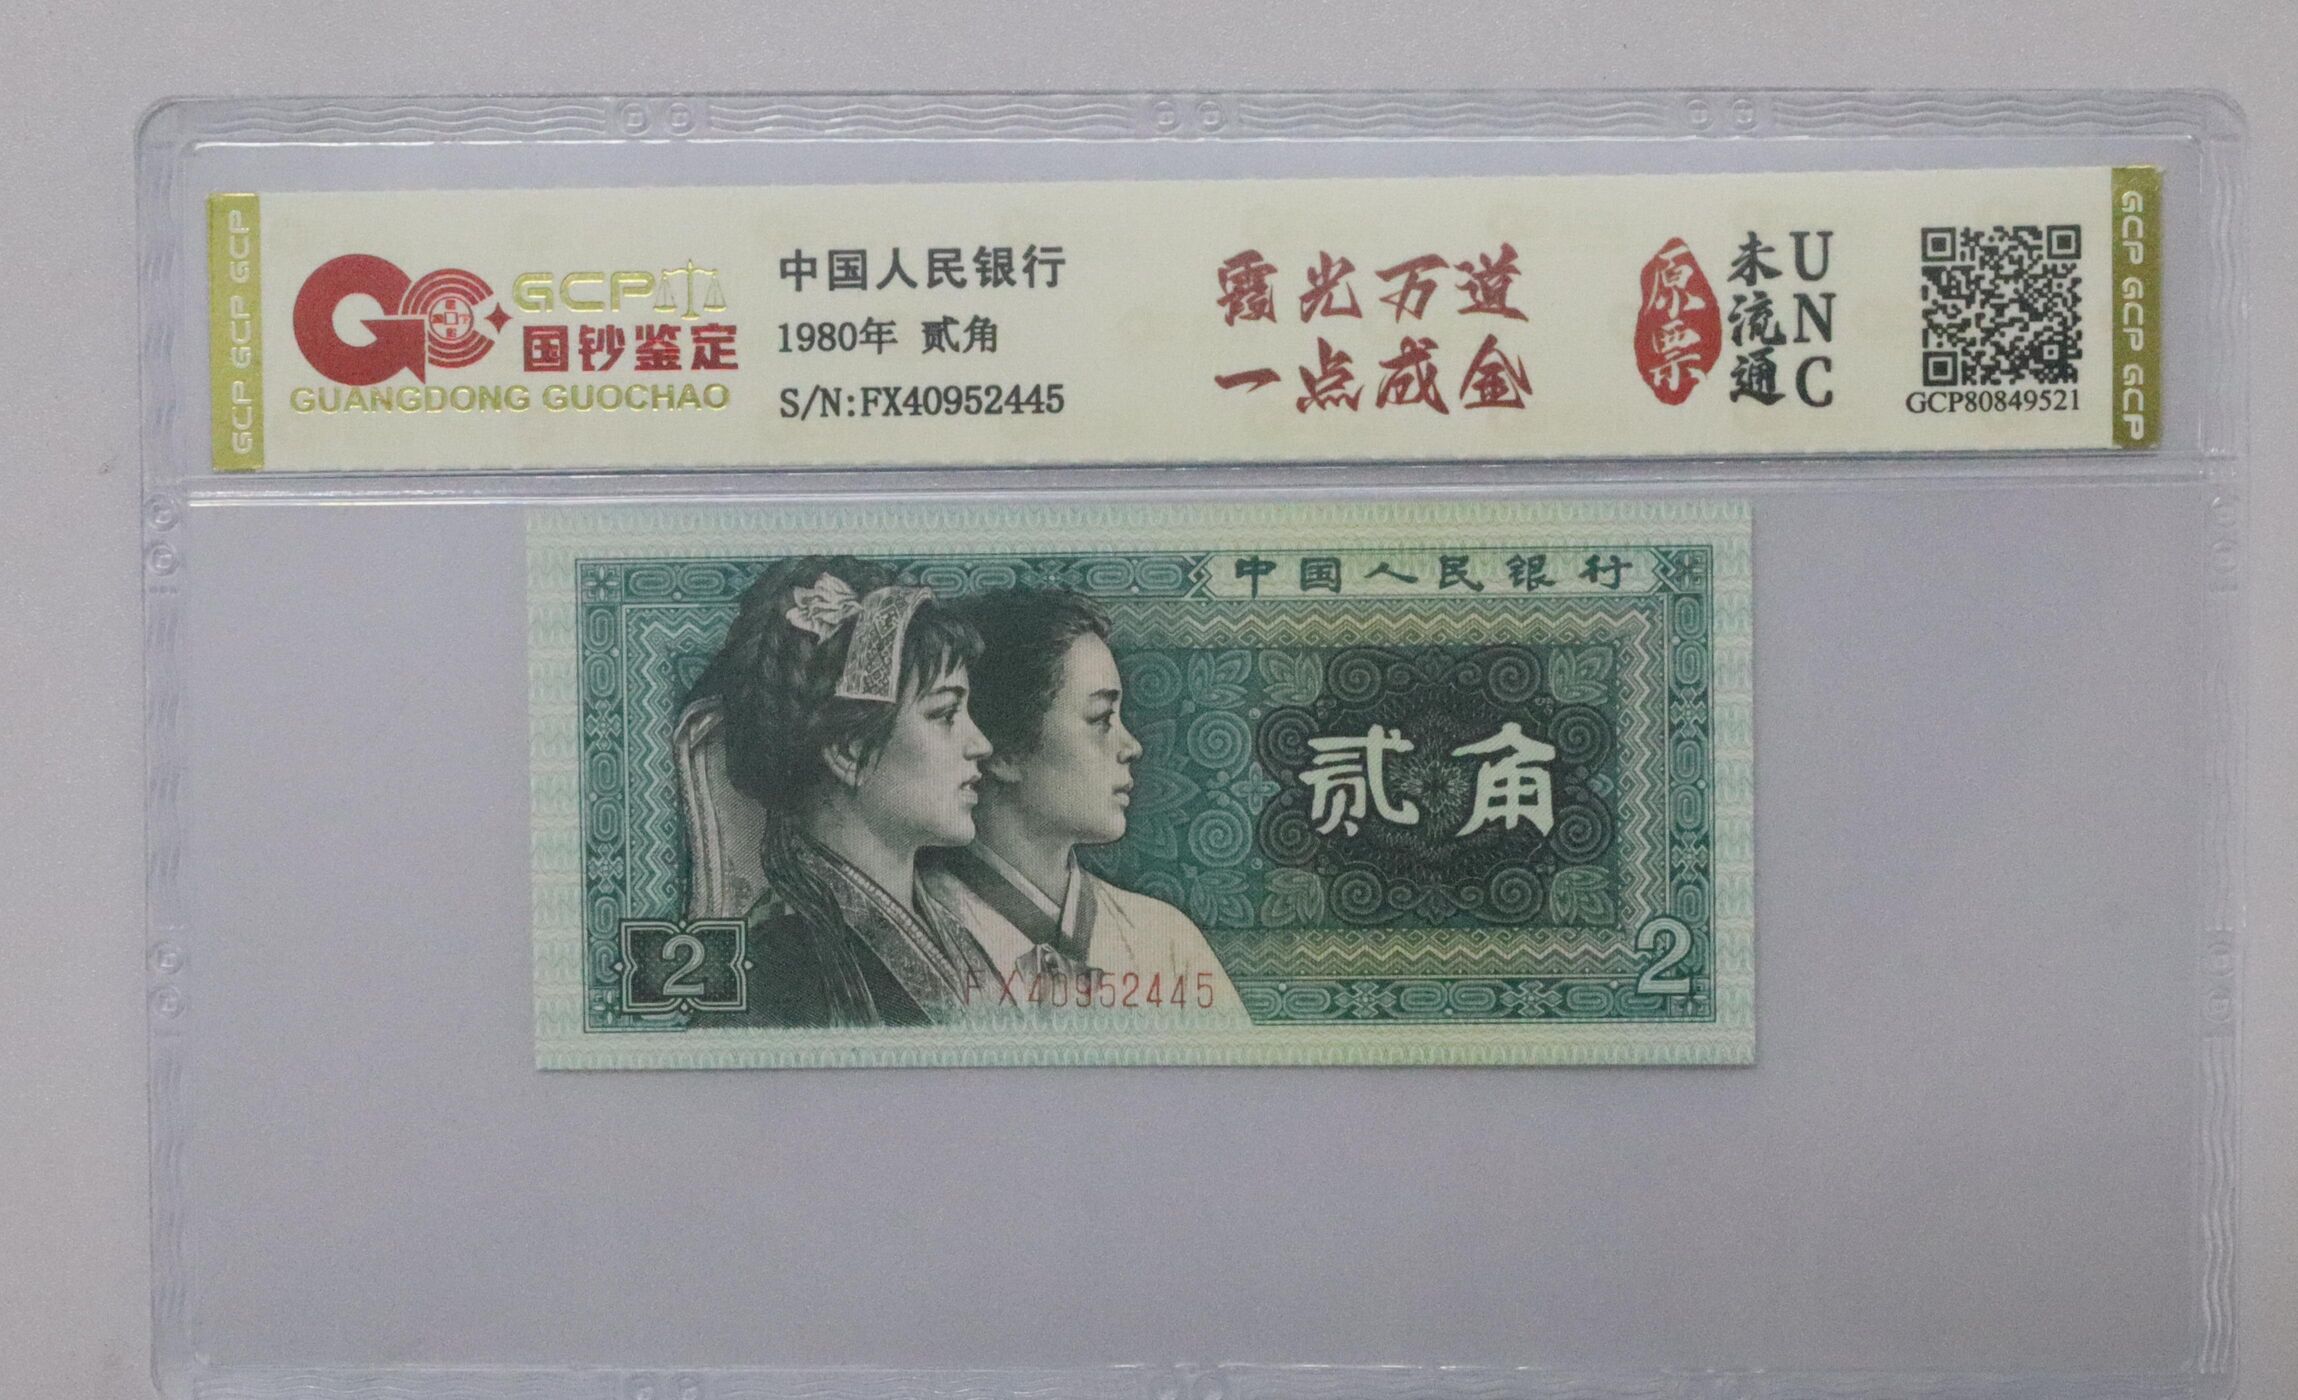 GCP GCP GCP
GCP
国钞鉴定
GUANGDONG GUOCHAO
中国人民银行
1980年 贰角
S/N:FX40952445
霞光万道
一点成金
原票
未流通
UNC
GCP80849521
GCP GCP GCP
中国人民银行
贰角
2
2
FX40952445